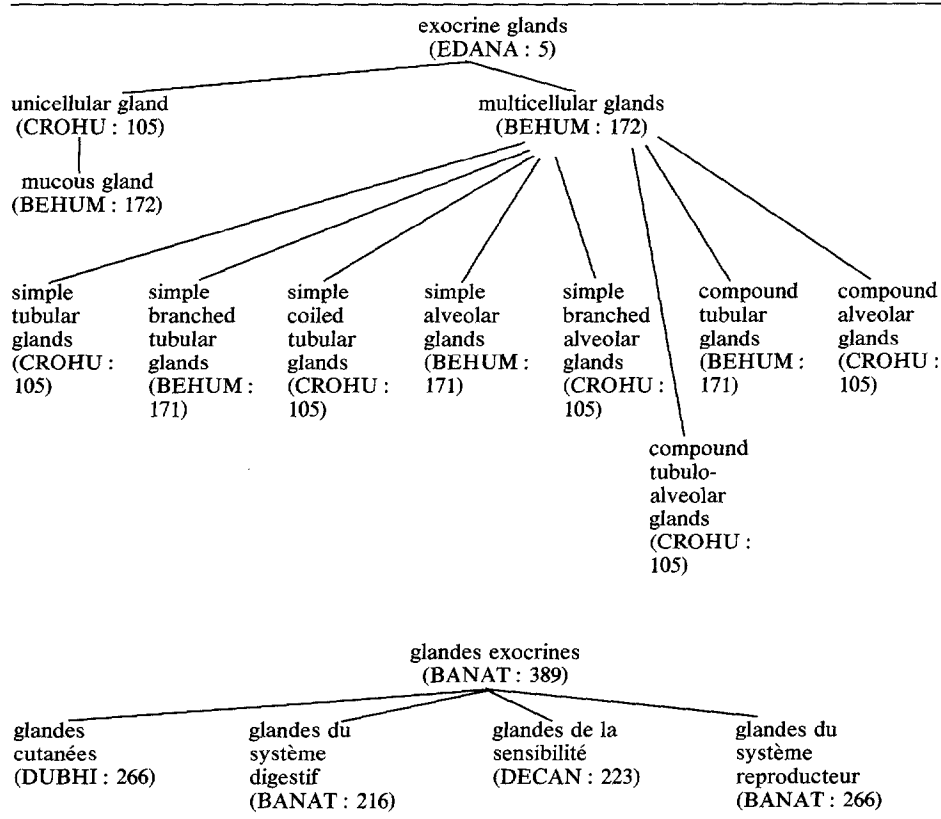 exocrine glands
(EDANA : 5)
unicellular gland
(CROHU : 105)
multicellular glands
(BEHUM : 172)
mucous gland
(BEHUM : 172)
simple
tubular
glands
(CROHU :
105)
simple
branched
tubular
glands
(BEHUM :
171)
simple
coiled
tubular
glands
(CROHU :
105)
simple
alveolar
glands
(BEHUM :
171)
simple
branched
alveolar
glands
(CROHU :
105)
compound
tubular
glands
(BEHUM :
171)
compound
alveolar
glands
(CROHU :
105)
compound
tubulo-
alveolar
glands
(CROHU :
105)
glandes exocrines
(BANAT : 389)
glandes
cutanées
(DUBHI : 266)
glandes du
système
digestif
(BANAT : 216)
glandes de la
sensibilité
(DECAN : 223)
glandes du
système
reproducteur
(BANAT : 266)